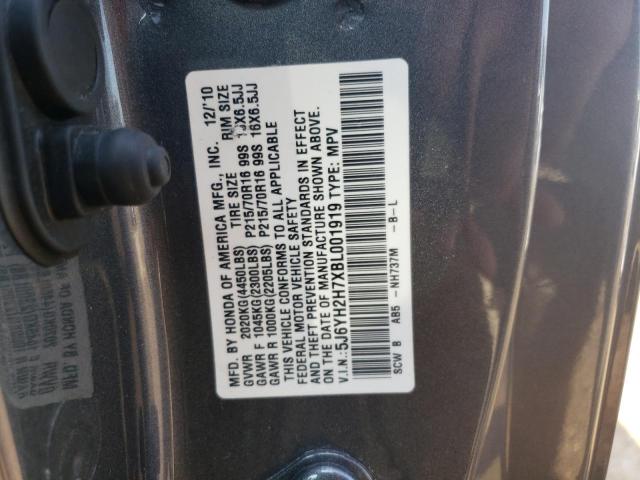 MFD. BY HONDA OF AMERICA MFG., INC. 12/'10
TIRE SIZE RIM SIZE
GVWR 2020KG(4450LBS)
GAWR F 1045KG(2300LBS) P215/70R16 99S 16X6.5JJ
GAWR R 1000KG(2205LBS) P215/70R16 99S 16X6.5JJ
THIS VEHICLE CONFORMS TO ALL APPLICABLE
FEDERAL MOTOR VEHICLE SAFETY
AND THEFT PREVENTION STANDARDS IN EFFECT
ON THE DATE OF MANUFACTURE SHOWN ABOVE.
V.I.N.:5J6YH2H7XBL001919 TYPE: MPV
SCW B AB5 -NH737M -B-L